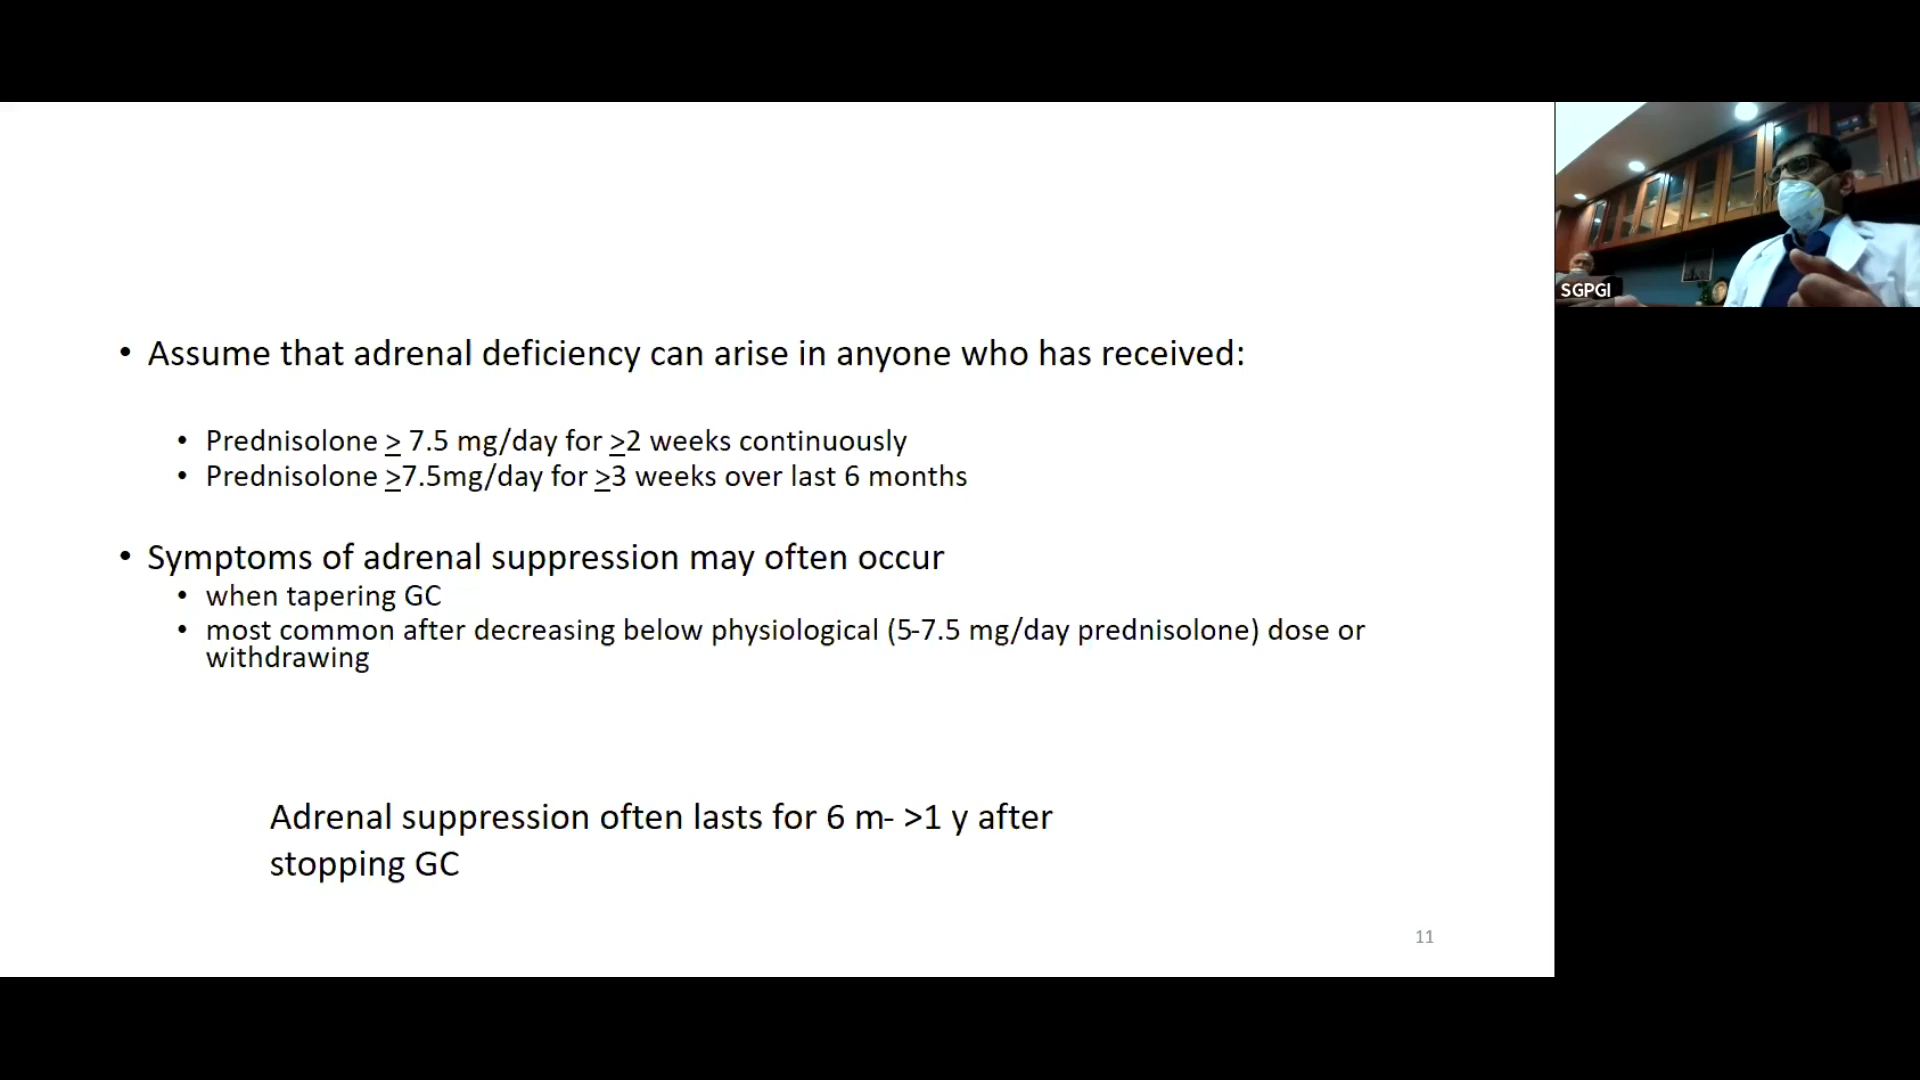 • Assume that adrenal deficiency can arise in anyone who has received:
• Prednisolone ≥ 7.5 mg/day for ≥2 weeks continuously
• Prednisolone ≥7.5mg/day for ≥3 weeks over last 6 months
• Symptoms of adrenal suppression may often occur
• when tapering GC
• most common after decreasing below physiological (5-7.5 mg/day prednisolone) dose or
withdrawing
Adrenal suppression often lasts for 6 m- >1 y after
stopping GC
11
SGPGI